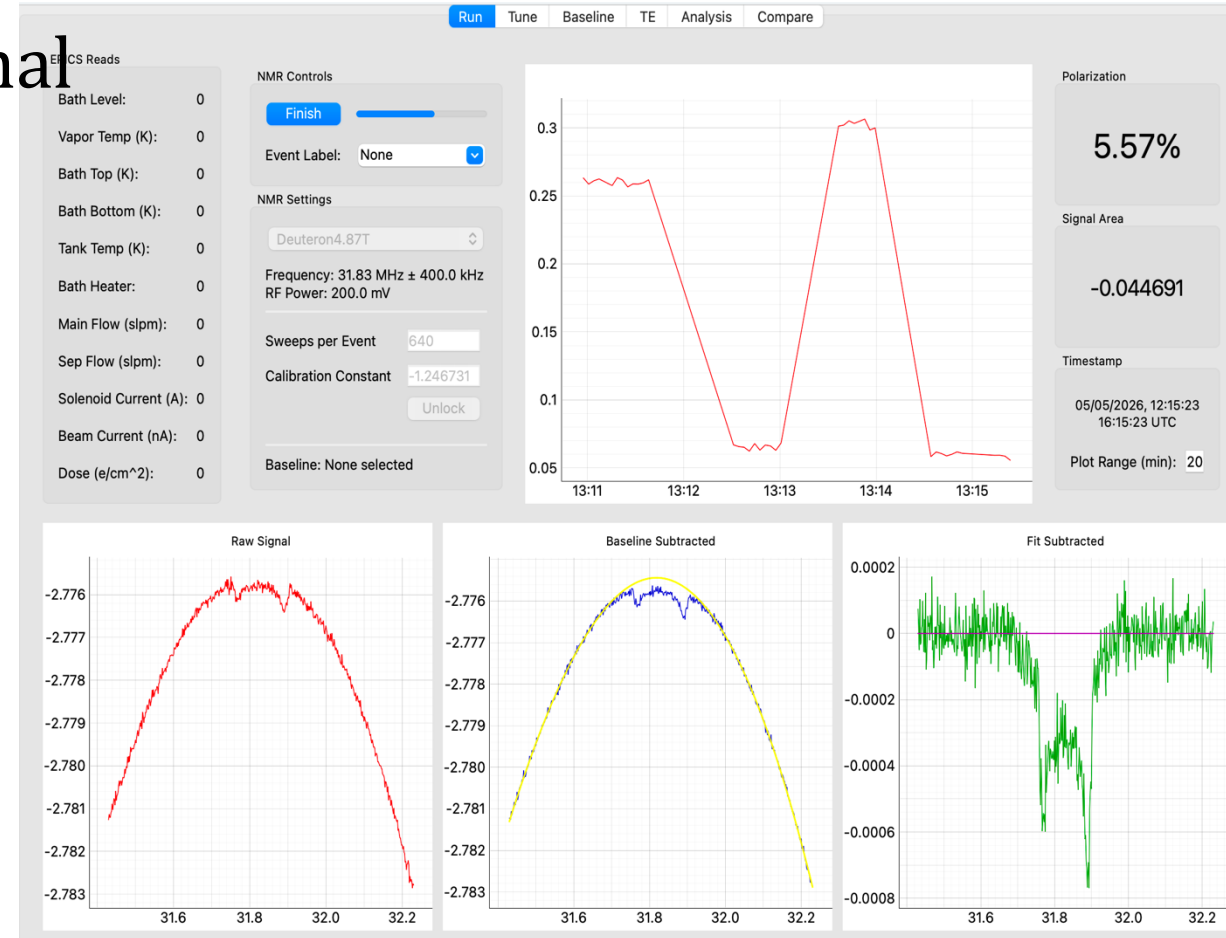 Run Tune Baseline TE Analysis Compare
nal
EPICS Reads
Bath Level: 0
Vapor Temp (K): 0
Bath Top (K): 0
Bath Bottom (K): 0
Tank Temp (K): 0
Bath Heater: 0
Main Flow (slpm): 0
Sep Flow (slpm): 0
Solenoid Current (A): 0
Beam Current (nA): 0
Dose (e/cm^2): 0
NMR Controls
Finish
Event Label: None
NMR Settings
Deuteron4.87T
Frequency: 31.83 MHz ± 400.0 kHz
RF Power: 200.0 mV
Sweeps per Event 640
Calibration Constant -1.246731
Unlock
Baseline: None selected
0.3
0.25
0.2
0.15
0.1
0.05
13:11 13:12 13:13 13:14 13:15
Polarization
5.57%
Signal Area
-0.044691
Timestamp
05/05/2026, 12:15:23
16:15:23 UTC
Plot Range (min): 20
Raw Signal
-2.776
-2.777
-2.778
-2.779
-2.780
-2.781
-2.782
-2.783
31.6 31.8 32.0 32.2
Baseline Subtracted
-2.776
-2.777
-2.778
-2.779
-2.780
-2.781
-2.782
-2.783
31.6 31.8 32.0 32.2
Fit Subtracted
0.0002
0
-0.0002
-0.0004
-0.0006
-0.0008
31.6 31.8 32.0 32.2